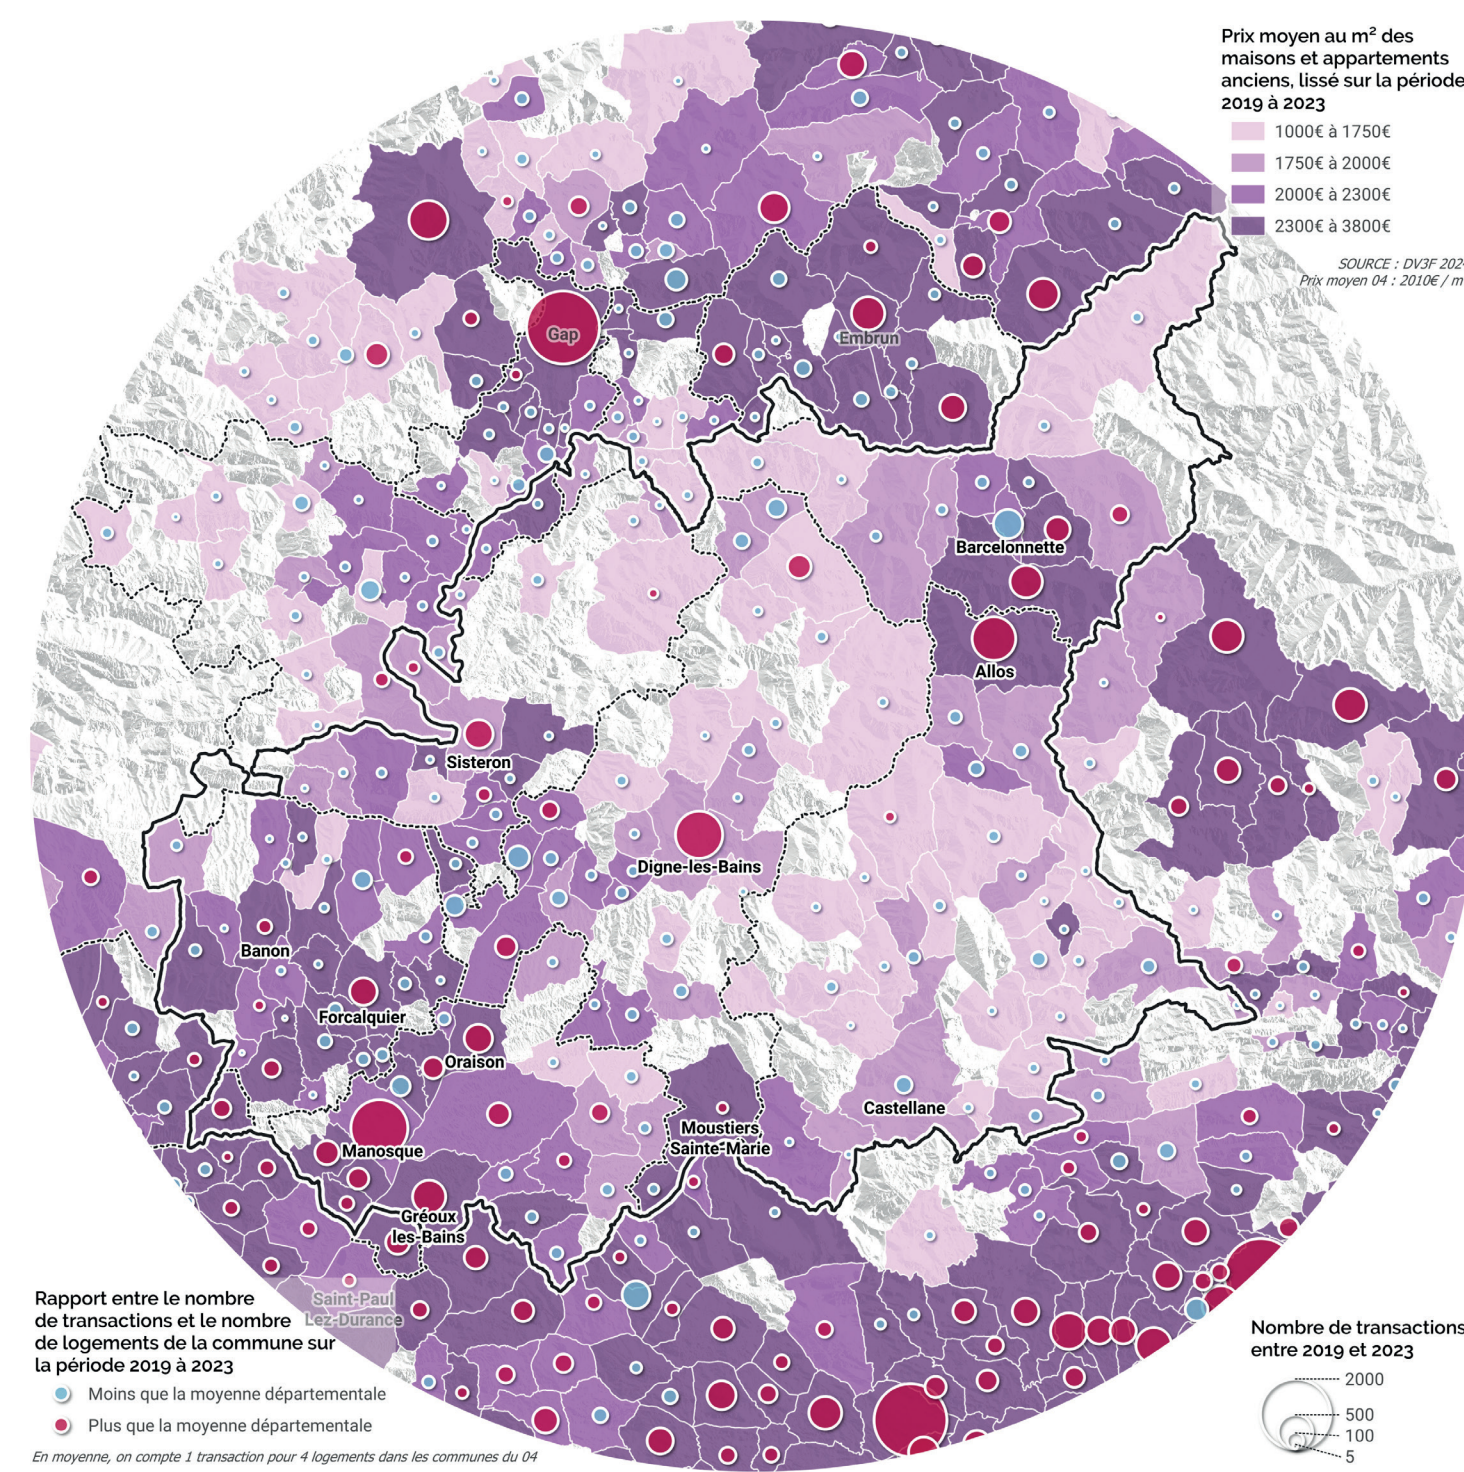 Prix moyen au m² des
maisons et appartements
anciens, lissé sur la période
2019 à 2023
1000€ à 1750€
1750€ à 2000€
2000€ à 2300€
2300€ à 3800€
SOURCE : DV3F 202
Prix moyen 04 : 2010€ / m
Gap
Embrun
Barcelonnette
Allos
Sisteron
Digne-les-Bains
Banon
Forcalquier
Oraison
Castellane
Moustiers
Sainte-Marie
Manosque
Gréoux
les-Bains
Saint-Paul
Lez-Durance
Rapport entre le nombre
de transactions et le nombre
de logements de la commune sur
la période 2019 à 2023
Moins que la moyenne départementale
Plus que la moyenne départementale
En moyenne, on compte 1 transaction pour 4 logements dans les communes du 04
Nombre de transactions
entre 2019 et 2023
2000
500
100
5